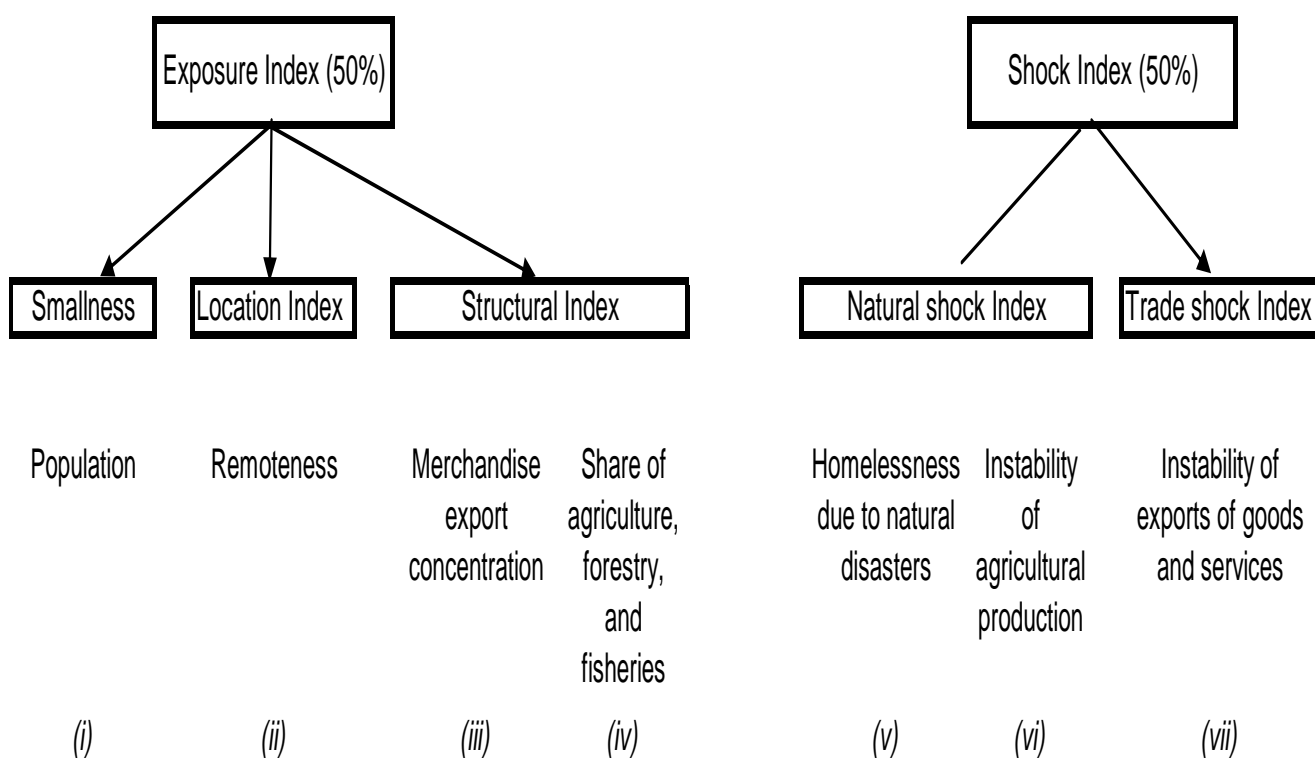 Exposure Index (50%)
Shock Index (50%)
Smallness
Location Index
Structural Index
Natural shock Index
Trade shock Index
Population
Remoteness
Merchandise
export
concentration
Share of
agriculture,
forestry,
and
fisheries
Homelessness
due to natural
disasters
Instability
of
agricultural
production
Instability of
exports of goods
and services
(i)
(ii)
(iii)
(iv)
(v)
(vi)
(vii)